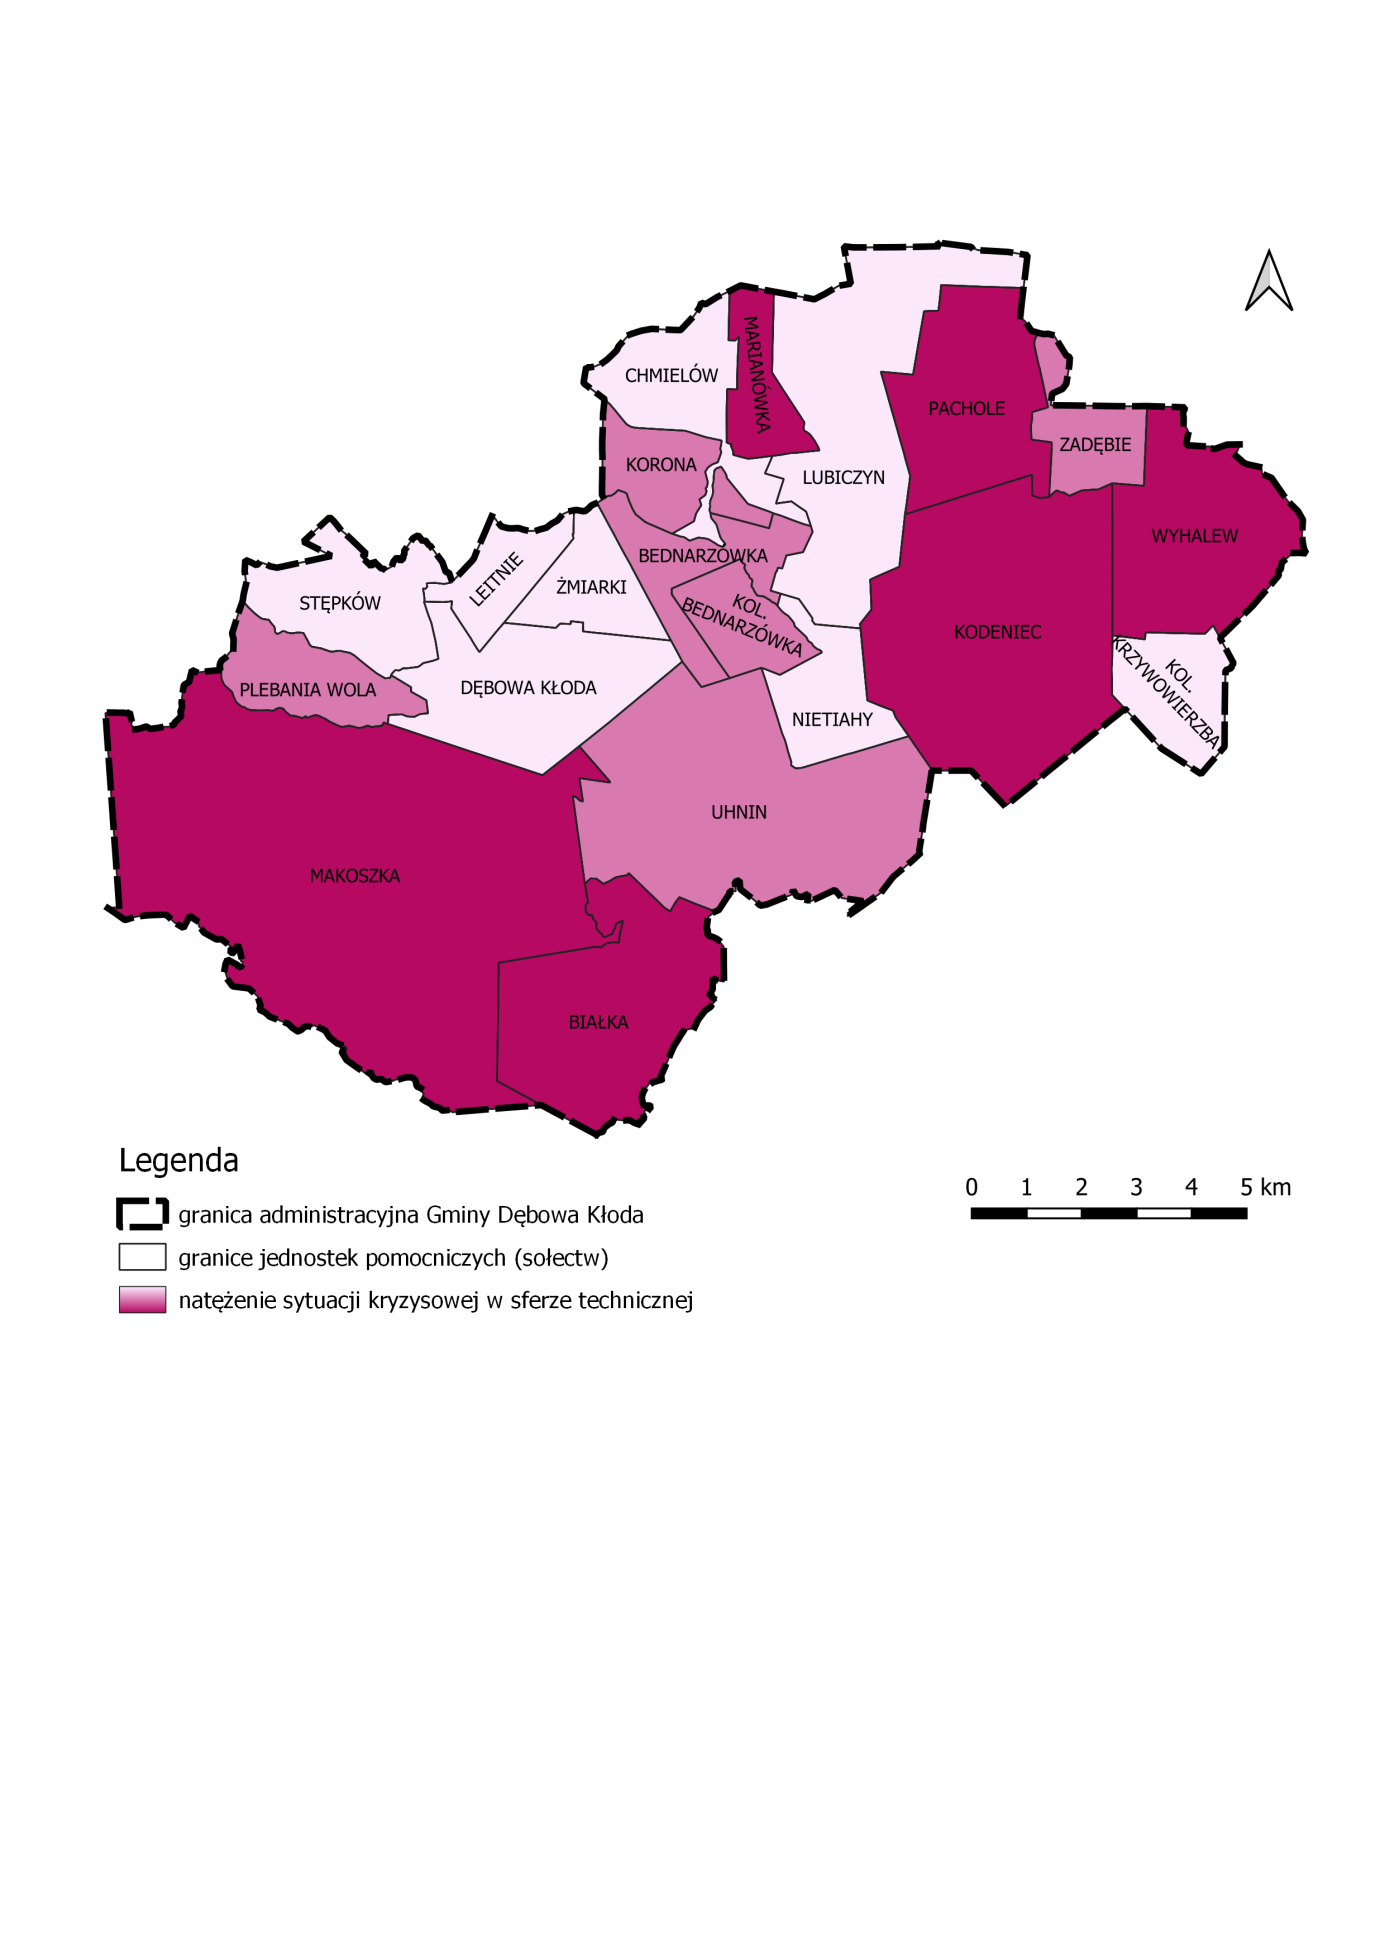 MARIANÓWKA
CHMIELÓW
PACHOLE
ZADĘBIE
KORONA
LUBICZYN
WYHALEW
BEDNARZÓWKA
LEITNIE
ŻMIARKI
STĘPKÓW
KOL.
BEDNARZÓWKA
KODENIEC
KOL.
KRZYWOWIERZBA
PLEBANIA WOLA
DĘBOWA KŁODA
NIETIAHY
UHNIN
MAKOSZKA
BIAŁKA
Legenda
granica administracyjna Gminy Dębowa Kłoda
granice jednostek pomocniczych (sołectw)
natężenie sytuacji kryzysowej w sferze technicznej
0 1 2 3 4 5 km